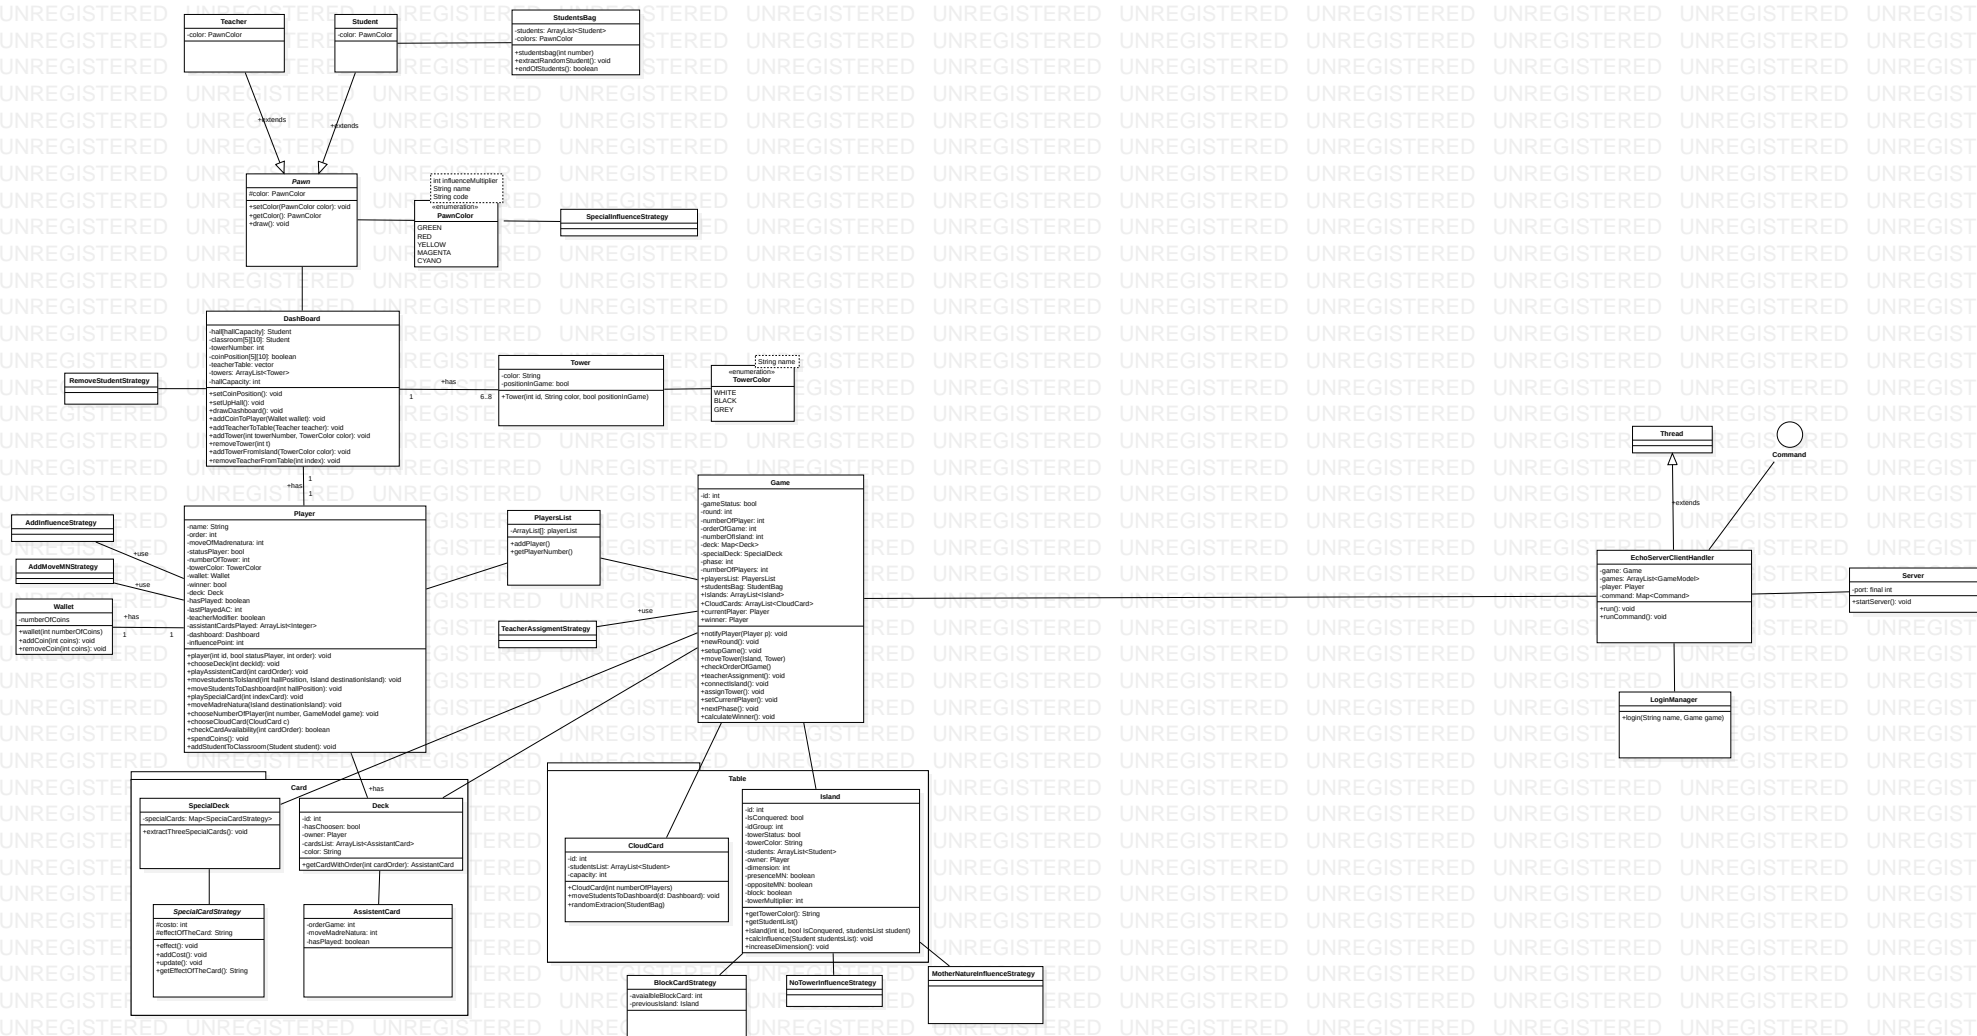 Teacher
-color: PawnColor
Student
-color: PawnColor
StudentsBag
-students: ArrayList<Student>
-colors: PawnColor
+studentsbag(int number)
+extractRandomStudent(): void
+endOfStudents(): boolean
+extends
+extends
Pawn
#color: PawnColor
+setColor(PawnColor color): void
+getColor(): PawnColor
+draw(): void
int influenceMultiplier
String name
String code
«enumeration»
PawnColor
GREEN
RED
YELLOW
MAGENTA
CYANO
SpecialInfluenceStrategy
DashBoard
-hall[hallCapacity]: Student
-classroom[5][10]: Student
-towerNumber: int
-coinPosition[5][10]: boolean
-teacherTable: vector
-towers: ArrayList<Tower>
-hallCapacity: int
+setCoinPosition(): void
+setUpHall(): void
+drawDashboard(): void
+addCoinToPlayer(Wallet wallet): void
+addTeacherToTable(Teacher teacher): void
+addTower(int towerNumber, TowerColor color): void
+removeTower(int t)
+addTowerFromIsland(TowerColor color): void
+removeTeacherFromTable(int index): void
RemoveStudentStrategy
+has
1
6..8
Tower
-color: String
-positionInGame: bool
+Tower(int id, String color, bool positionInGame)
String name
«enumeration»
TowerColor
WHITE
BLACK
GREY
Thread
Command
+extends
1
+has
1
Player
-name: String
-order: int
-moveOfMadrenatura: int
-statusPlayer: bool
-numberOfTower: int
-towerColor: TowerColor
-wallet: Wallet
-winner: bool
-deck: Deck
-hasPlayed: boolean
-lastPlayedAC: int
-teacherModifier: boolean
-assistantCardsPlayed: ArrayList<Integer>
-dashboard: Dashboard
-influencePoint: int
+player(int id, bool statusPlayer, int order): void
+chooseDeck(int deckId): void
+playAssistentCard(int cardOrder): void
+movestudentsToIsland(int hallPosition, Island destinationIsland): void
+moveStudentsToDashboard(int hallPosition): void
+playSpecialCard(int indexCard): void
+moveMadreNatura(Island destinationIsland): void
+chooseNumberOfPlayer(int number, GameModel game): void
+chooseCloudCard(CloudCard c)
+checkCardAvailability(int cardOrder): boolean
+spendCoins(): void
+addStudentToClassroom(Student student): void
AddInfluenceStrategy
+use
AddMoveMNStrategy
+use
Wallet
-numberOfCoins
+wallet(int numberOfCoins)
+addCoin(int coins): void
+removeCoin(int coins): void
+has
1
1
PlayersList
-ArrayList[]: playerList
+addPlayer()
+getPlayerNumber()
TeacherAssigmentStrategy
+use
Game
-id: int
-gameStatus: bool
-round: int
-numberOfPlayer: int
-orderOfGame: int
-numberOfIsland: int
-deck: Map<Deck>
-specialDeck: SpecialDeck
-phase: int
-numberOfPlayers: int
+playersList: PlayersList
+studentsBag: StudentBag
+Islands: ArrayList<Island>
+CloudCards: ArrayList<CloudCard>
+currentPlayer: Player
+winner: Player
+notifyPlayer(Player p): void
+newRound(): void
+setupGame(): void
+moveTower(Island, Tower)
+checkOrderOfGame()
+teacherAssignment(): void
+connectIsland(): void
+assignTower(): void
+setCurrentPlayer: void
+nextPhase(): void
+calculateWinner(): void
EchoServerClientHandler
-game: Game
-games: ArrayList<GameModel>
-player: Player
-command: Map<Command>
+run(): void
+runCommand(): void
Server
-port: final int
+startServer(): void
LoginManager
+login(String name, Game game)
Card
+has
SpecialDeck
-specialCards: Map<SpeciaCardStrategy>
+extractThreeSpecialCards(): void
Deck
-id: int
-hasChoosen: bool
-owner: Player
-cardsList: ArrayList<AssistantCard>
-color: String
+getCardWithOrder(int cardOrder): AssistantCard
SpecialCardStrategy
#costo: int
#effectOfTheCard: String
+effect(): void
+addCost(): void
+update(): void
+getEffectOfTheCard(): String
AssistentCard
-orderGame: int
-moveMadreNatura: int
-hasPlayed: boolean
Table
CloudCard
-id: int
-studentsList: ArrayList<Student>
-capacity: int
+CloudCard(int numberOfPlayers)
+moveStudentsToDashboard(d: Dashboard): void
+randomExtracion(StudentBag)
Island
-id: int
-IsConquered: bool
-idGroup: int
-towerStatus: bool
-towerColor: String
-students: ArrayList<Student>
-owner: Player
-dimension: int
-presenceMN: boolean
-oppositeMN: boolean
-block: boolean
-towerMultiplier: int
+getTowerColor(): String
+getStudentList()
+Island(int id, bool IsConquered, studentsList student)
+calcInfluence(Student studentsList): void
+increaseDimension(): void
BlockCardStrategy
-avaialbleBlockCard: int
-previousIsland: Island
NoTowerInfluenceStrategy
MotherNatureInfluenceStrategy